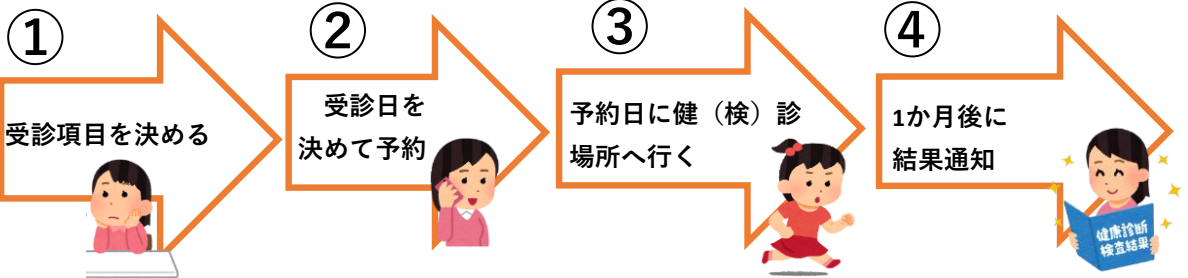 ①
受診項目を決める
②
受診日を
決めて予約
③
予約日に健（検）診
場所へ行く
④
1か月後に
結果通知
健康診断
検査結果